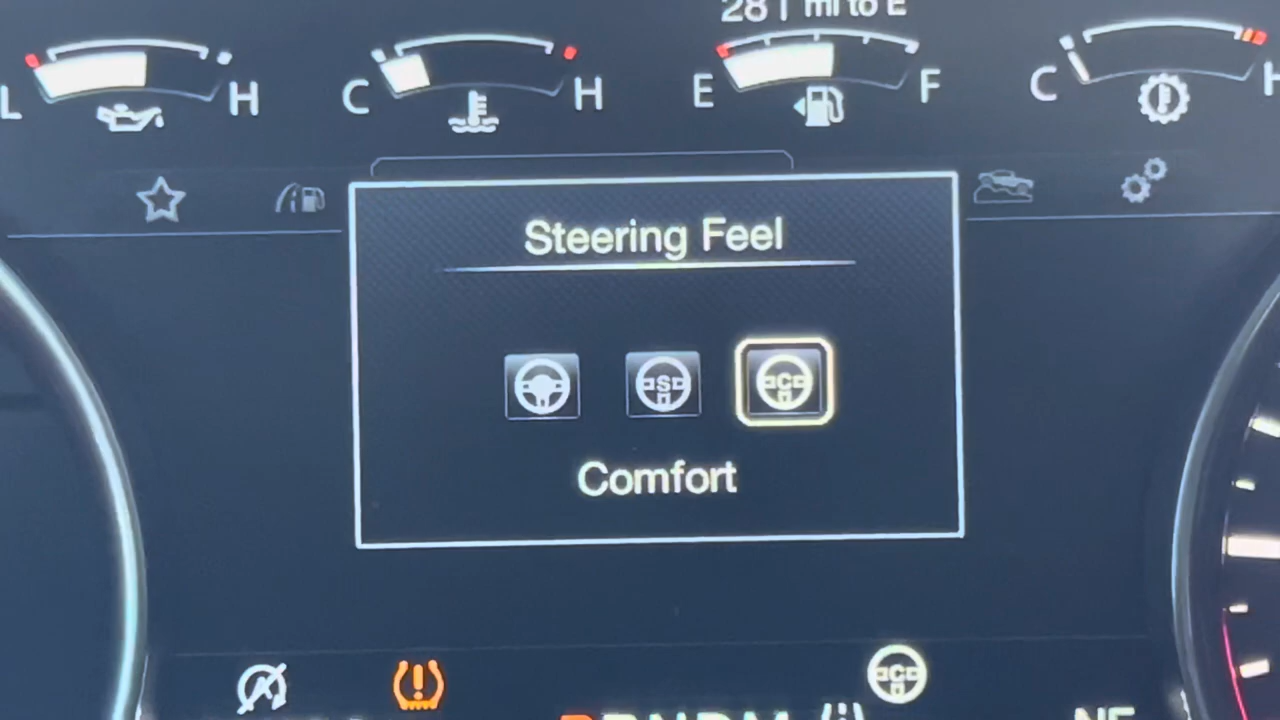 281 mi to E
L H C H E F C H
Steering Feel
S C
Comfort
C